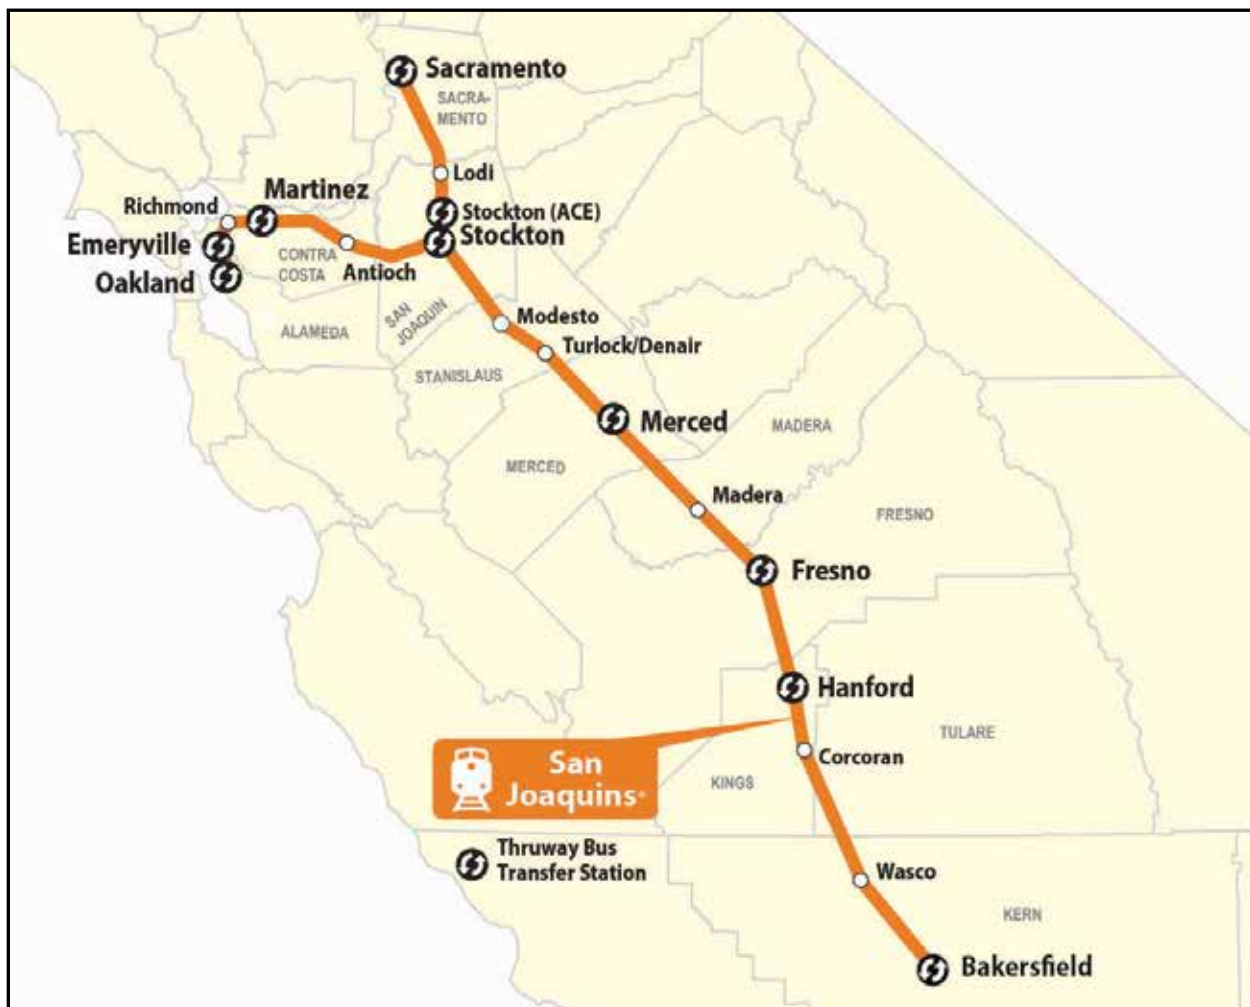 Sacramento
SACRA-
MENTO
Lodi
Martinez
Richmond
Stockton (ACE)
Stockton
Emeryville
CONTRA
COSTA
Antioch
Oakland
SAN
JOAQUIN
ALAMEDA
Modesto
Turlock/Denair
STANISLAUS
Merced
MADERA
MERCED
Madera
FRESNO
Fresno
Hanford
TULARE
San
Joaquins
Corcoran
KINGS
Thruway Bus
Transfer Station
Wasco
KERN
Bakersfield